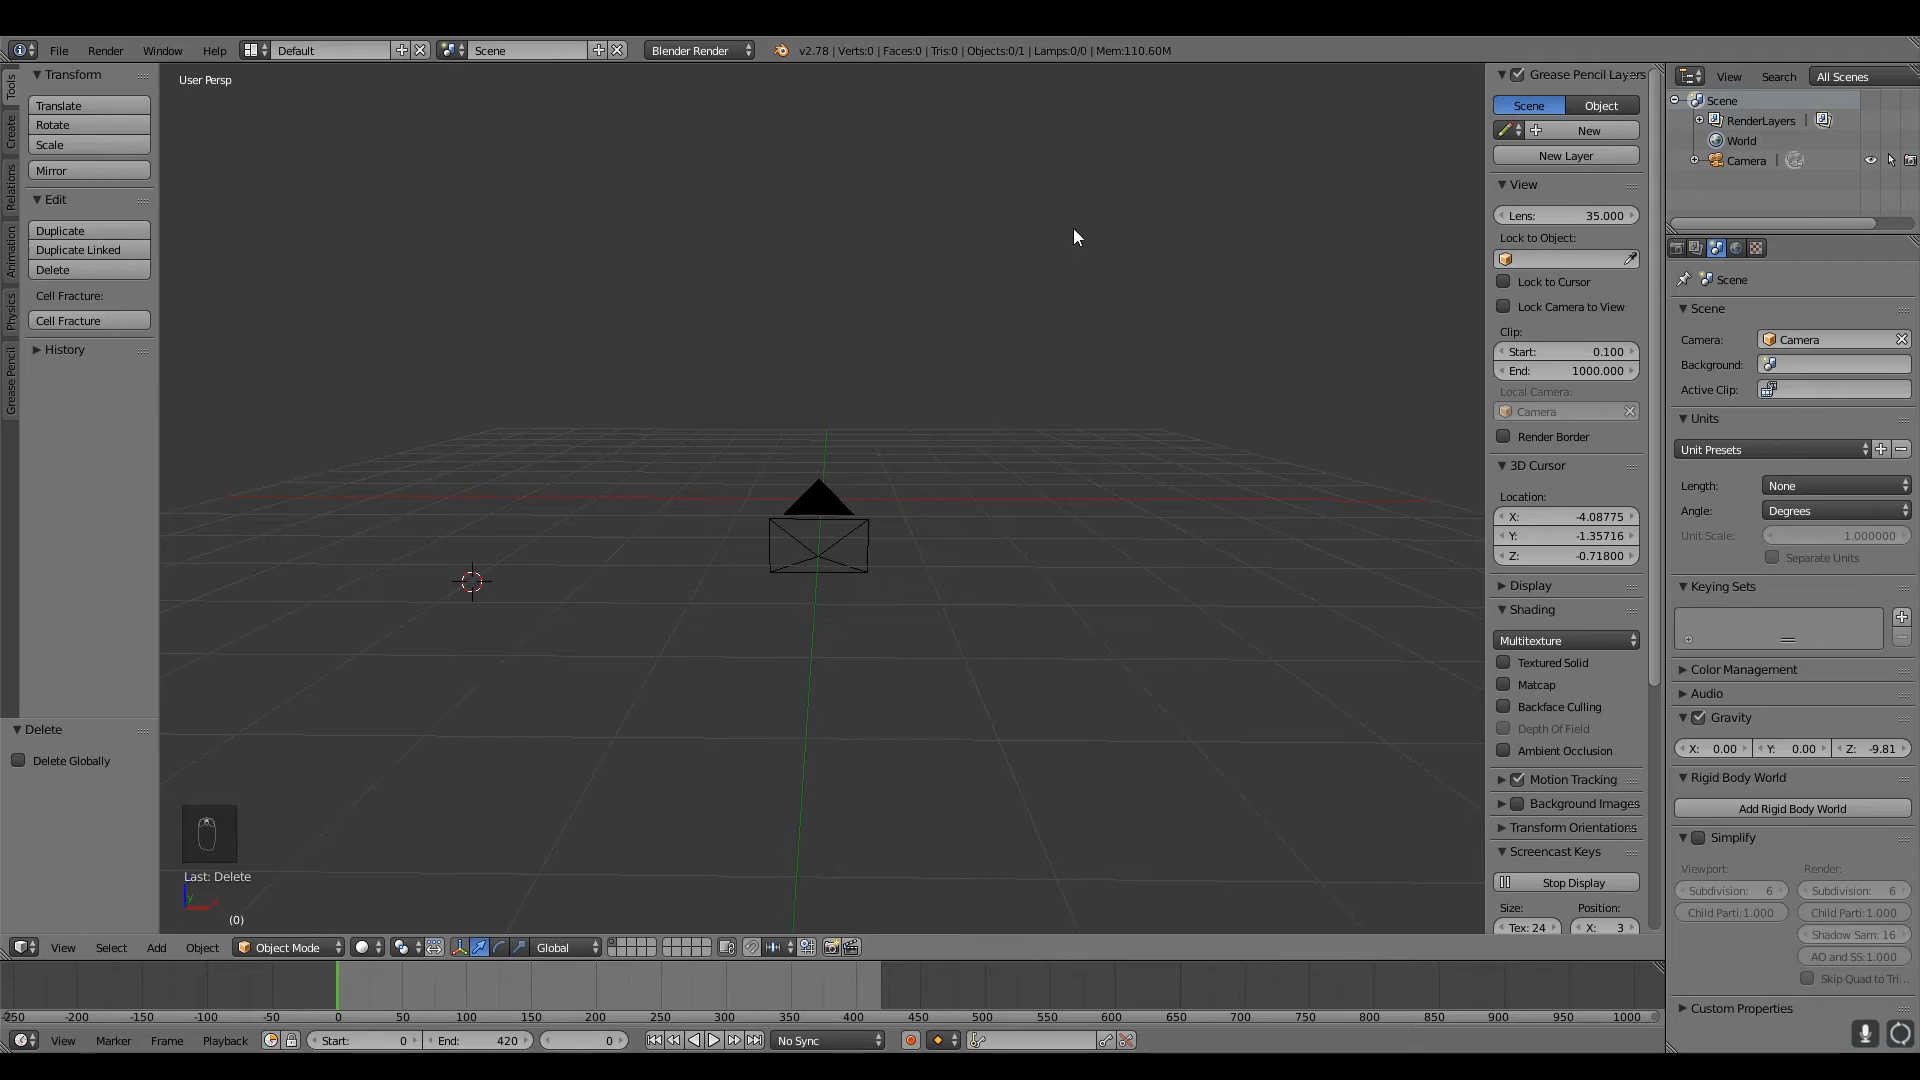 File Render Window Help Default Scene Blender Render v2.78 | Verts:0 | Faces:0 | Tris:0 | Objects:0/1 | Lamps:0/0 | Mem:110.60M
Tools
Create
Relations
Animation
Physics
Grease Pencil
Transform
Translate
Rotate
Scale
Mirror
Edit
Duplicate
Duplicate Linked
Delete
Cell Fracture:
Cell Fracture
History
Delete
Delete Globally
User Persp
Last: Delete
y x
(0)
Grease Pencil Layers
Scene Object
New
New Layer
View
Lens: 35.000
Lock to Object:
Lock to Cursor
Lock Camera to View
Clip:
Start: 0.100
End: 1000.000
Local Camera:
Camera
Render Border
3D Cursor
Location:
X: -4.08775
Y: -1.35716
Z: -0.71800
Display
Shading
Multitexture
Textured Solid
Matcap
Backface Culling
Depth Of Field
Ambient Occlusion
Motion Tracking
Background Images
Transform Orientations
Screencast Keys
Stop Display
Size: Position:
Tex: 24 X: 3
View Search All Scenes
Scene
RenderLayers |
World
Camera |
Scene
Scene
Camera: Camera
Background:
Active Clip:
Units
Unit Presets
Length: None
Angle: Degrees
Unit Scale: 1.000000
Separate Units
Keying Sets
Color Management
Audio
Gravity
X: 0.00 Y: 0.00 Z: -9.81
Rigid Body World
Add Rigid Body World
Simplify
Viewport: Render:
Subdivision: 6 Subdivision: 6
Child Parti:1.000 Child Parti:1.000
Shadow Sam: 16
AO and SS:1.000
Skip Quad to Tri...
Custom Properties
View Select Add Object Object Mode Global
-250 -200 -150 -100 -50 0 50 100 150 200 250 300 350 400 450 500 550 600 650 700 750 800 850 900 950 1000
View Marker Frame Playback Start: 0 End: 420 0 No Sync